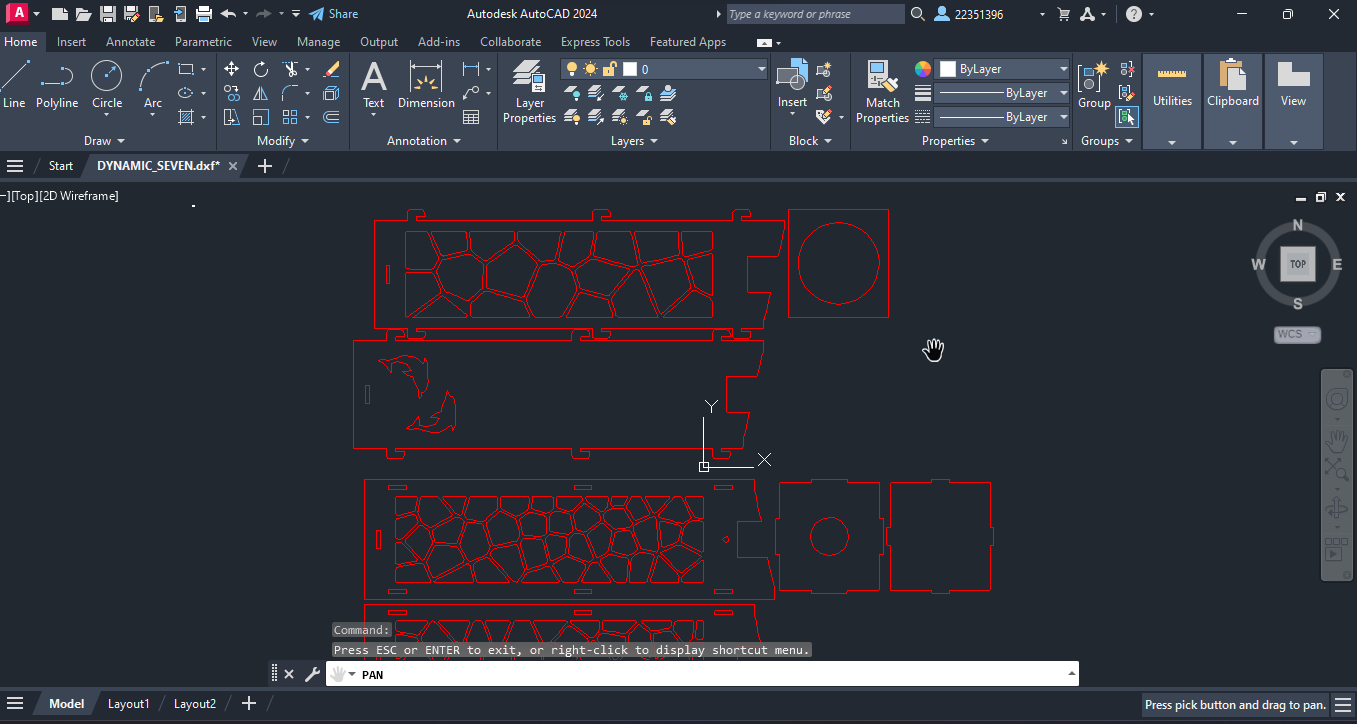 A Share Autodesk AutoCAD 2024 Type a keyword or phrase 22351396
Home Insert Annotate Parametric View Manage Output Add-ins Collaborate Express Tools Featured Apps
0 ByLayer
A ByLayer
Line Polyline Circle Arc Text Dimension Layer Properties Insert Match Properties ByLayer Group Utilities Clipboard View
Draw Modify Annotation Layers Block Properties Groups
Start DYNAMIC_SEVEN.dxf*
−][Top][2D Wireframe]
N
W TOP E
S
WCS
Y
X
Command:
Press ESC or ENTER to exit, or right-click to display shortcut menu.
PAN
Model Layout1 Layout2 Press pick button and drag to pan.